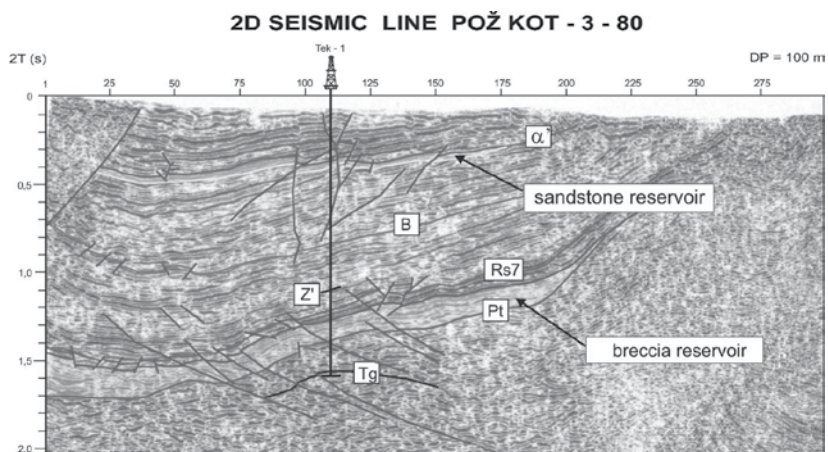 2D SEISMIC LINE POŽ KOT - 3 - 80
Tek - 1
2T (s)
DP = 100 m
1 25 50 75 125 150 175 200 225 250 275
0
α'
0,5
sandstone reservoir
B
1,0
Rs7
Z'
Pt
breccia reservoir
1,5
Tg
2,0